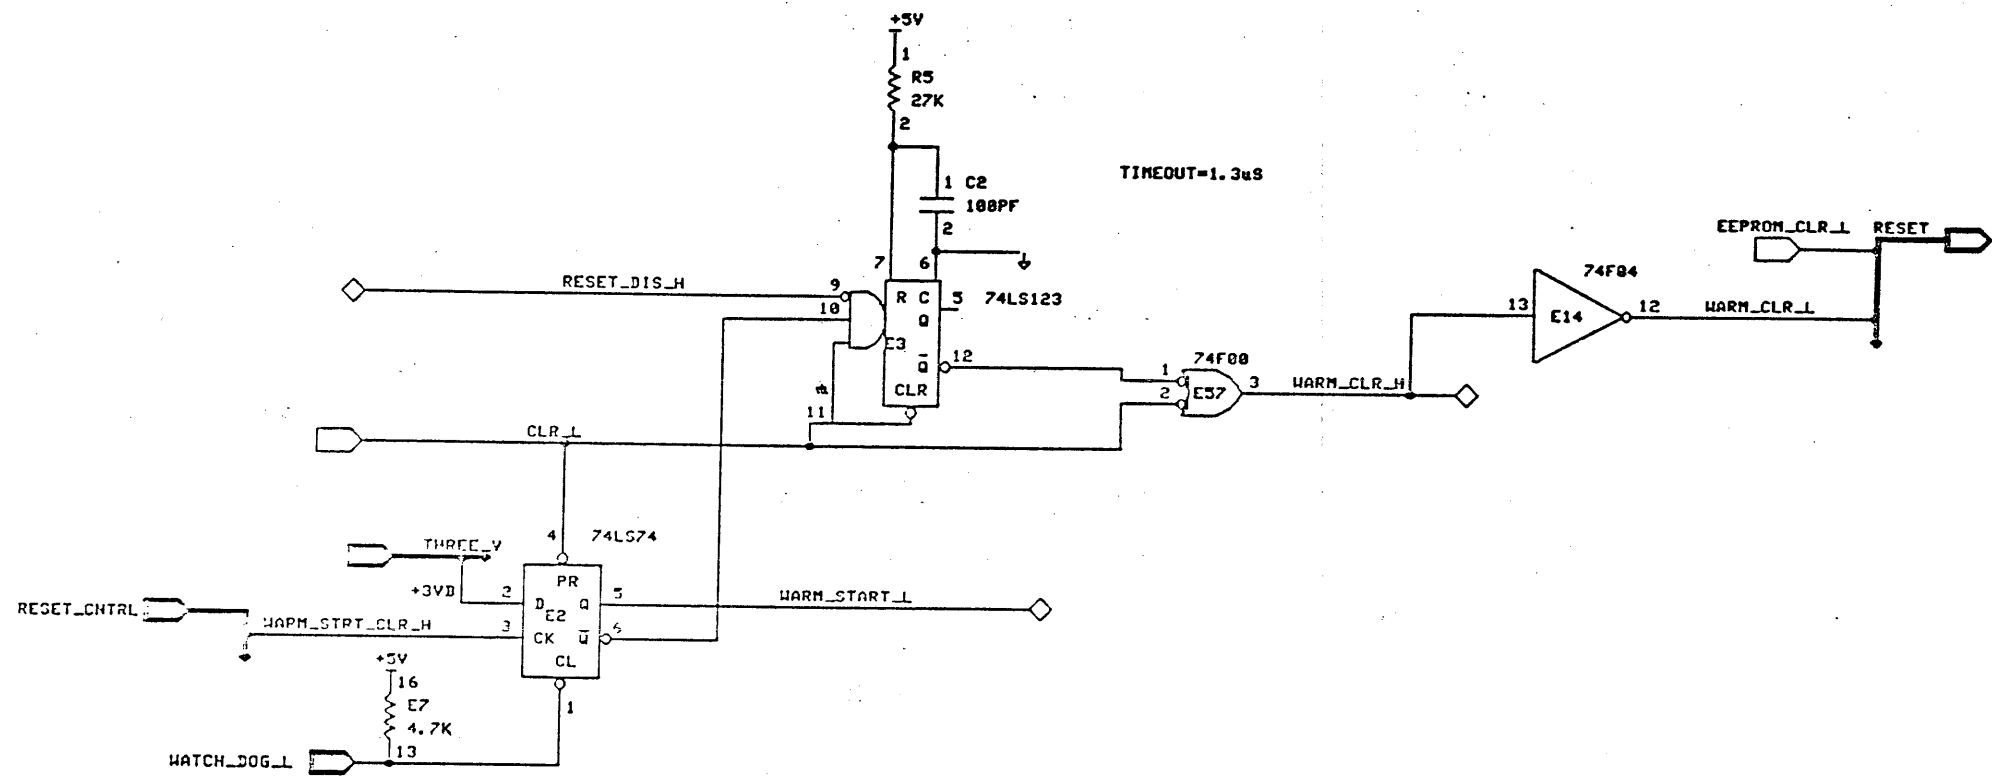 +5V
1
R5
27K
2
TIMEOUT=1.3uS
1 C2
100PF
2
EEPROM_CLR_L RESET
7 6
74F04
RESET_DIS_H 9
R C 5 74LS123
10
Q
13 E14 12 WARM_CLR_L
E3
Q 12
74F00
1
CLR
2 E57 3 WARM_CLR_H
11
CLR_L
4 74LS74
THREE_V
PR
+3VD 2 D Q 5 WARM_START_L
RESET_CNTRL
E2
WARM_STRT_CLR_H 3 CK Q 6
+5V
CL
16
E7 1
4.7K
13
WATCH_DOG_L